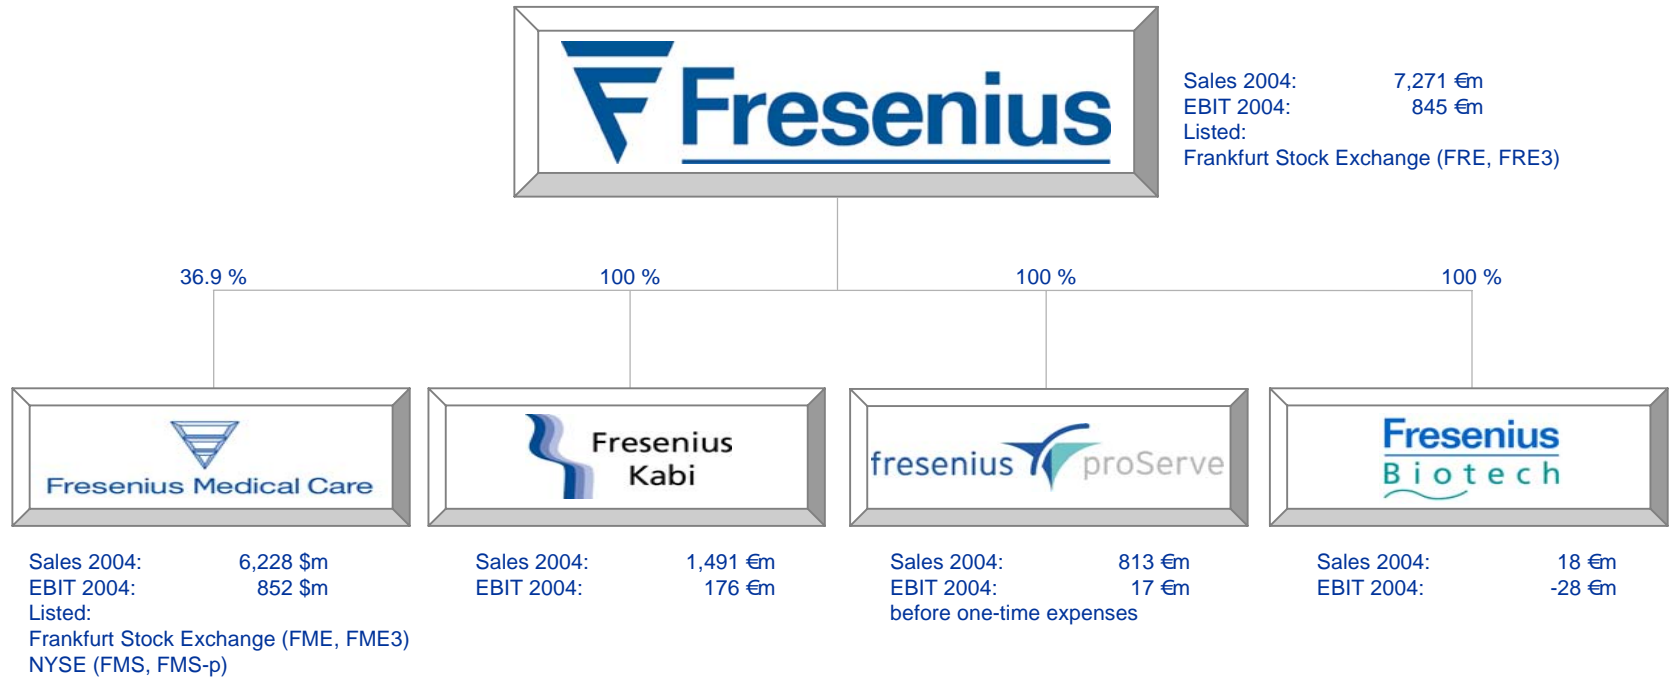 Fresenius
Sales 2004: 7,271 €m
EBIT 2004: 845 €m
Listed:
Frankfurt Stock Exchange (FRE, FRE3)
36.9 %
100 %
100 %
100 %
Fresenius Medical Care
Fresenius
Kabi
fresenius proServe
Fresenius
Biotech
Sales 2004: 6,228 $m
EBIT 2004: 852 $m
Listed:
Frankfurt Stock Exchange (FME, FME3)
NYSE (FMS, FMS-p)
Sales 2004: 1,491 €m
EBIT 2004: 176 €m
Sales 2004: 813 €m
EBIT 2004: 17 €m
before one-time expenses
Sales 2004: 18 €m
EBIT 2004: -28 €m